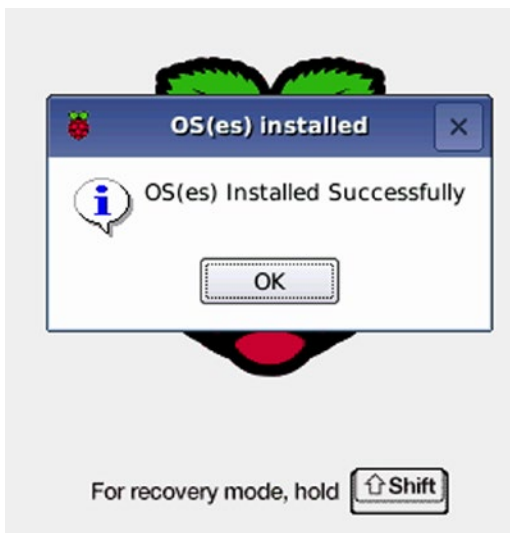 OS(es) installed
OS(es) Installed Successfully
OK
For recovery mode, hold Shift